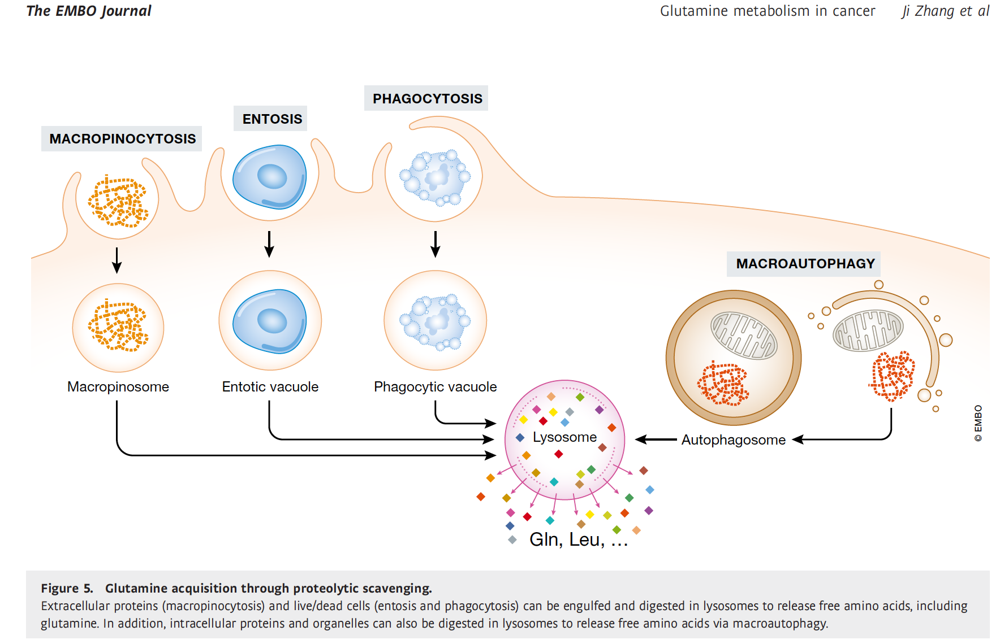 The EMBO Journal
Glutamine metabolism in cancer Ji Zhang et al
PHAGOCYTOSIS
ENTOSIS
MACROPINOCYTOSIS
MACROAUTOPHAGY
Macropinosome
Entotic vacuole
Phagocytic vacuole
Lysosome
Autophagosome
© EMBO
Gln, Leu, ...
Figure 5. Glutamine acquisition through proteolytic scavenging.
Extracellular proteins (macropinocytosis) and live/dead cells (entosis and phagocytosis) can be engulfed and digested in lysosomes to release free amino acids, including
glutamine. In addition, intracellular proteins and organelles can also be digested in lysosomes to release free amino acids via macroautophagy.